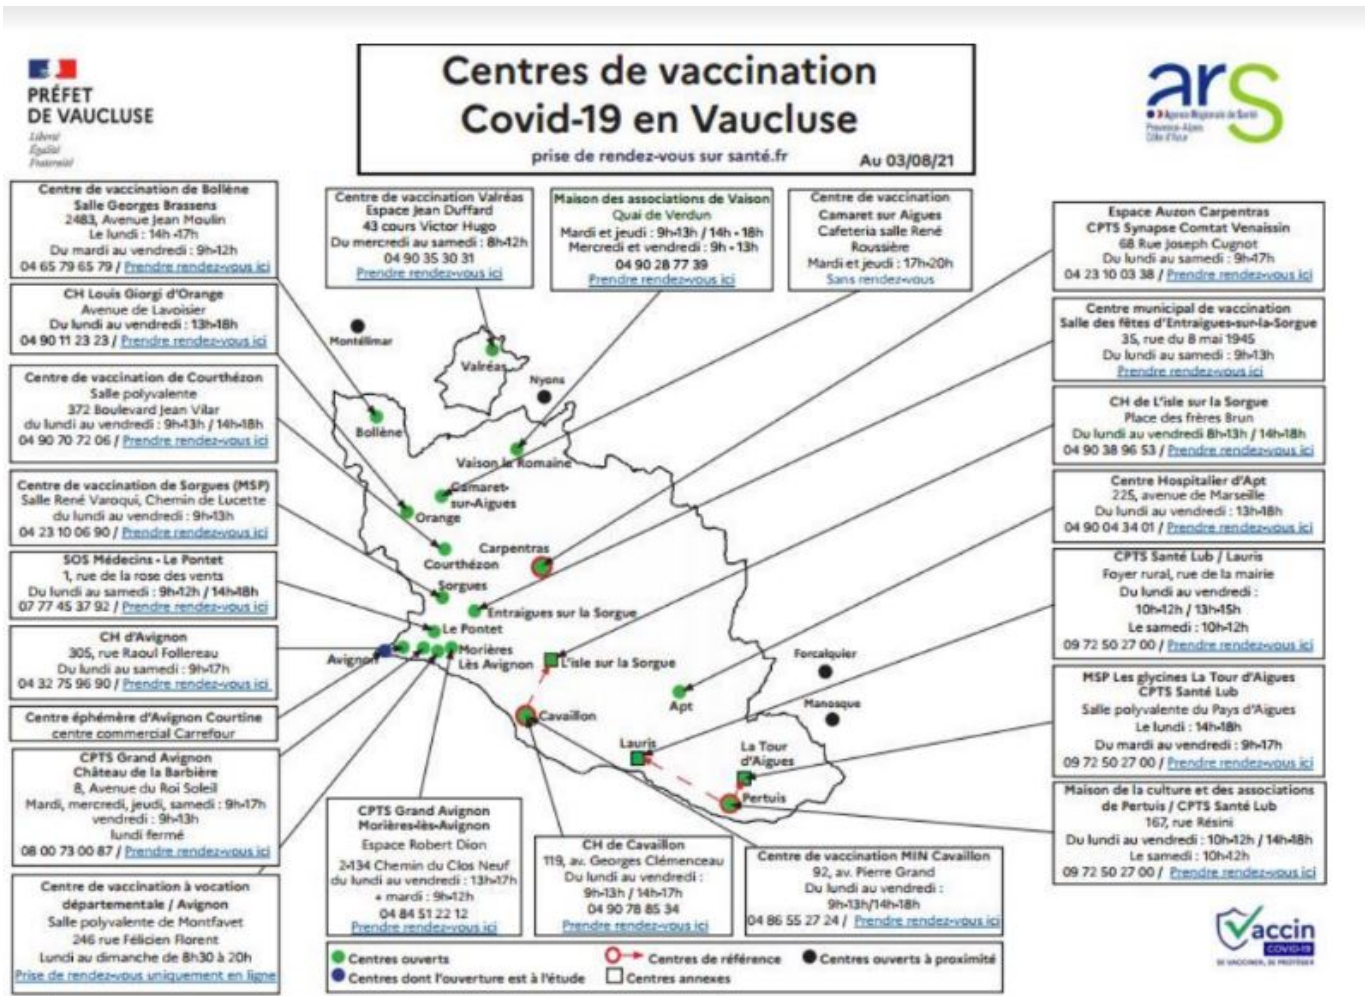 PRÉFET
DE VAUCLUSE
Liberté
Égalité
Fraternité
Centres de vaccination
Covid-19 en Vaucluse
prise de rendez-vous sur santé.fr
Au 03/08/21
ars
Agence Régionale de Santé
Provence-Alpes
Côte d'Azur
Centre de vaccination de Bollène
Salle Georges Brassens
2483, Avenue Jean Moulin
Le lundi : 14h-17h
Du mardi au vendredi : 9h-12h
04 65 79 65 79 / Prendre rendez-vous ici
CH Louis Giorgi d'Orange
Avenue de Lavoisier
Du lundi au vendredi : 13h-18h
04 90 11 23 23 / Prendre rendez-vous ici
Centre de vaccination de Courthézon
Salle polyvalente
372 Boulevard Jean Vilar
du lundi au vendredi : 9h-13h / 14h-18h
04 90 70 72 06 / Prendre rendez-vous ici
Centre de vaccination de Sorgues (MSP)
Salle René Varoqui, Chemin de Lucette
du lundi au vendredi : 9h-13h
04 23 10 06 90 / Prendre rendez-vous ici
SOS Médecins - Le Pontet
1, rue de la rose des vents
Du lundi au samedi : 9h-12h / 14h-18h
07 77 45 37 92 / Prendre rendez-vous ici
CH d'Avignon
305, rue Raoul Follereau
Du lundi au samedi : 9h-17h
04 32 75 96 90 / Prendre rendez-vous ici
Centre éphémère d'Avignon Courtine
centre commercial Carrefour
CPTS Grand Avignon
Château de la Barbière
8, Avenue du Roi Soleil
Mardi, mercredi, jeudi, samedi : 9h-17h
vendredi : 9h-13h
lundi fermé
08 00 73 00 87 / Prendre rendez-vous ici
Centre de vaccination à vocation
départementale / Avignon
Salle polyvalente de Montfavet
246 rue Félicien Florent
Lundi au dimanche de 8h30 à 20h
Prise de rendez-vous uniquement en ligne
Centre de vaccination Valréas
Espace Jean Duffard
43 cours Victor Hugo
Du mercredi au samedi : 8h-12h
04 90 35 30 31
Prendre rendez-vous ici
Maison des associations de Vaison
Quai de Verdun
Mardi et jeudi : 9h-13h / 14h - 18h
Mercredi et vendredi : 9h - 13h
04 90 28 77 39
Prendre rendez-vous ici
Centre de vaccination
Camaret sur Aigues
Cafeteria salle René
Roussière
Mardi et jeudi : 17h-20h
Sans rendez-vous
Espace Auzon Carpentras
CPTS Synapse Comtat Venaissin
68 Rue Joseph Cugnot
Du lundi au samedi : 9h-17h
04 23 10 03 38 / Prendre rendez-vous ici
Centre municipal de vaccination
Salle des fêtes d'Entraigues-sur-la-Sorgue
35, rue du 8 mai 1945
Du lundi au samedi : 9h-13h
Prendre rendez-vous ici
CH de L'isle sur la Sorgue
Place des frères Brun
Du lundi au vendredi 8h-13h / 14h-18h
04 90 38 96 53 / Prendre rendez-vous ici
Centre Hospitalier d'Apt
225, avenue de Marseille
Du lundi au vendredi : 13h-18h
04 90 04 34 01 / Prendre rendez-vous ici
CPTS Santé Lub / Lauris
Foyer rural, rue de la mairie
Du lundi au vendredi :
10h-12h / 13h-15h
Le samedi : 10h-12h
09 72 50 27 00 / Prendre rendez-vous ici
MSP Les glycines La Tour d'Aigues
CPTS Santé Lub
Salle polyvalente du Pays d'Aigues
Le lundi : 14h-18h
Du mardi au vendredi : 9h-17h
09 72 50 27 00 / Prendre rendez-vous ici
Maison de la culture et des associations
de Pertuis / CPTS Santé Lub
167, rue Résini
Du lundi au vendredi : 10h-12h / 14h-18h
Le samedi : 10h-12h
09 72 50 27 00 / Prendre rendez-vous ici
Montélimar
Valréas
Nyons
Bollène
Vaison la Romaine
Camaret-
sur-Aigues
Orange
Carpentras
Courthézon
Sorgues
Entraigues sur la Sorgue
Le Pontet
Avignon
Morières
Lès Avignon
L'isle sur la Sorgue
Forcalquier
Apt
Manosque
Cavaillon
Lauris
La Tour
d'Aigues
Pertuis
CPTS Grand Avignon
Morières-lès-Avignon
Espace Robert Dion
2-134 Chemin du Clos Neuf
du lundi au vendredi : 13h-17h
+ mardi : 9h-12h
04 84 51 22 12
Prendre rendez-vous ici
CH de Cavaillon
119, av. Georges Clémenceau
Du lundi au vendredi :
9h-13h / 14h-17h
04 90 78 85 34
Prendre rendez-vous ici
Centre de vaccination MIN Cavaillon
92, av. Pierre Grand
Du lundi au vendredi :
9h-13h/14h-18h
04 86 55 27 24 / Prendre rendez-vous ici
Centres ouverts
Centres de référence
Centres ouverts à proximité
Centres dont l'ouverture est à l'étude
Centres annexes
Vaccin
COVID-19
SE VACCINER, SE PROTÉGER